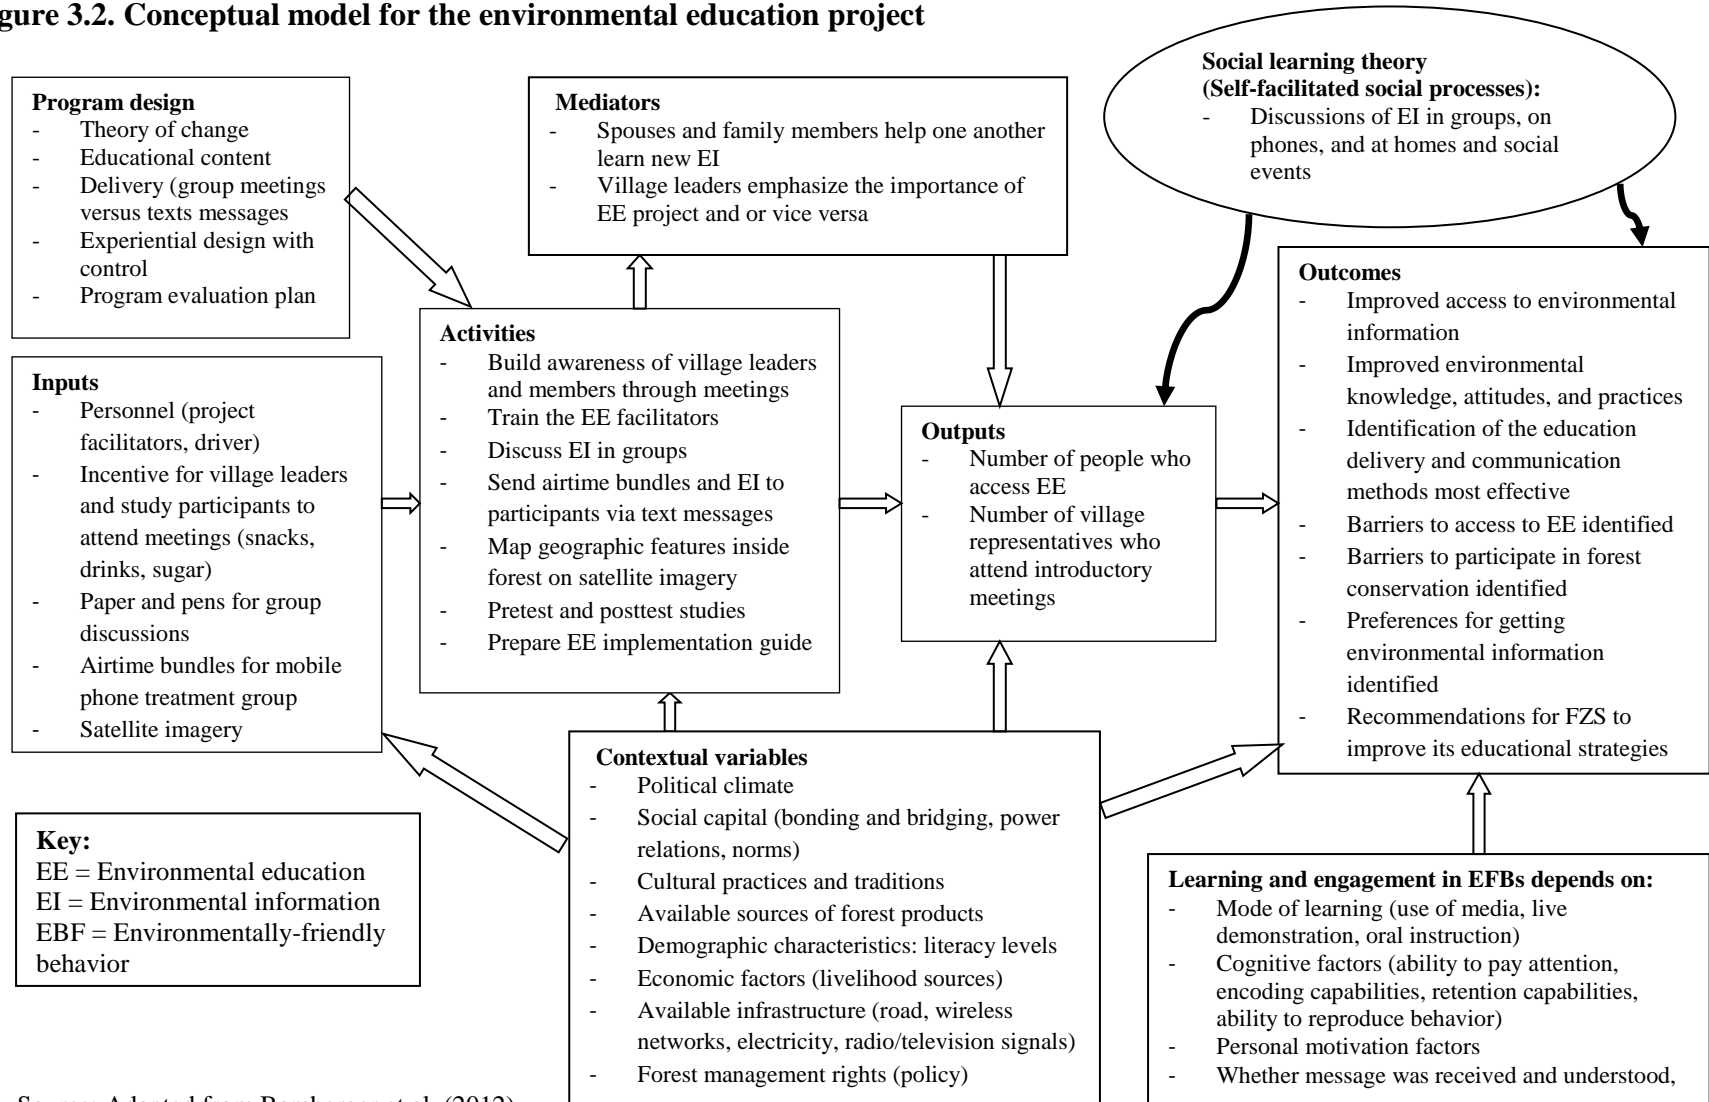 gure 3.2. Conceptual model for the environmental education project
Program design
- Theory of change
- Educational content
- Delivery (group meetings
versus texts messages
- Experiential design with
control
- Program evaluation plan
Mediators
- Spouses and family members help one another
learn new EI
- Village leaders emphasize the importance of
EE project and or vice versa
Social learning theory
(Self-facilitated social processes):
- Discussions of EI in groups, on
phones, and at homes and social
events
Inputs
- Personnel (project
facilitators, driver)
- Incentive for village leaders
and study participants to
attend meetings (snacks,
drinks, sugar)
- Paper and pens for group
discussions
- Airtime bundles for mobile
phone treatment group
- Satellite imagery
Activities
- Build awareness of village leaders
and members through meetings
- Train the EE facilitators
- Discuss EI in groups
- Send airtime bundles and EI to
participants via text messages
- Map geographic features inside
forest on satellite imagery
- Pretest and posttest studies
- Prepare EE implementation guide
Outputs
- Number of people who
access EE
- Number of village
representatives who
attend introductory
meetings
Outcomes
- Improved access to environmental
information
- Improved environmental
knowledge, attitudes, and practices
- Identification of the education
delivery and communication
methods most effective
- Barriers to access to EE identified
- Barriers to participate in forest
conservation identified
- Preferences for getting
environmental information
identified
- Recommendations for FZS to
improve its educational strategies
Key:
EE = Environmental education
EI = Environmental information
EBF = Environmentally-friendly
behavior
Contextual variables
- Political climate
- Social capital (bonding and bridging, power
relations, norms)
- Cultural practices and traditions
- Available sources of forest products
- Demographic characteristics: literacy levels
- Economic factors (livelihood sources)
- Available infrastructure (road, wireless
networks, electricity, radio/television signals)
- Forest management rights (policy)
Learning and engagement in EFBs depends on:
- Mode of learning (use of media, live
demonstration, oral instruction)
- Cognitive factors (ability to pay attention,
encoding capabilities, retention capabilities,
ability to reproduce behavior)
- Personal motivation factors
- Whether message was received and understood,
Source: Adapted from et al. (2012)